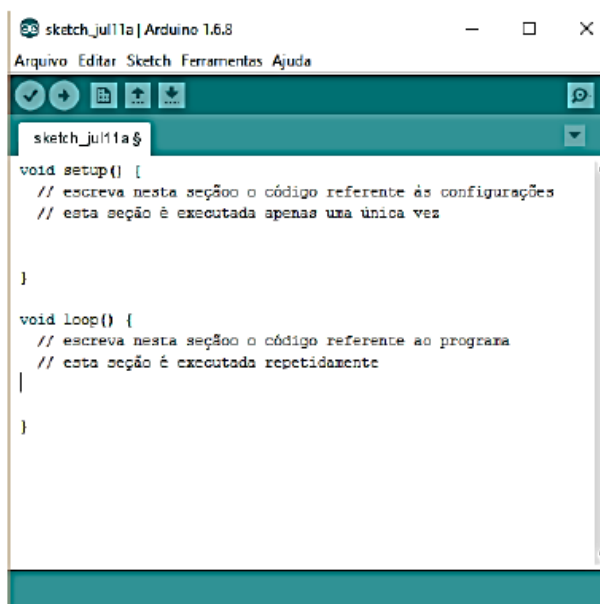 sketch_jul11a | Arduino 1.6.8
Arquivo Editar Sketch Ferramentas Ajuda
sketch_jul11a §
void setup() {
// escreva nesta seçãoo o código referente às configurações
// esta seção é executada apenas uma única vez
}
void loop() {
// escreva nesta seçãoo o código referente ao programa
// esta seção é executada repetidamente
}